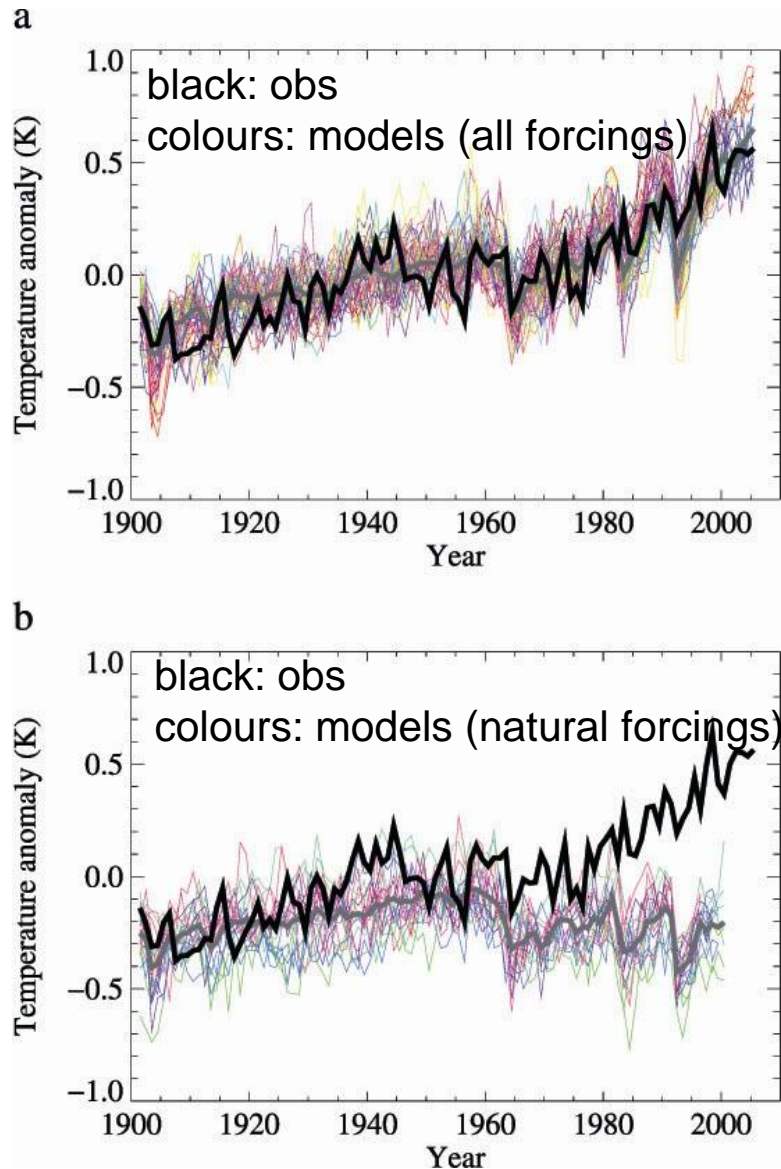 a
black: obs
colours: models (all forcings)
Temperature anomaly (K)
1.0
0.5
0.0
−0.5
−1.0
1900 1920 1940 1960 1980 2000
Year
b
black: obs
colours: models (natural forcings)
Temperature anomaly (K)
1.0
0.5
0.0
−0.5
−1.0
1900 1920 1940 1960 1980 2000
Year